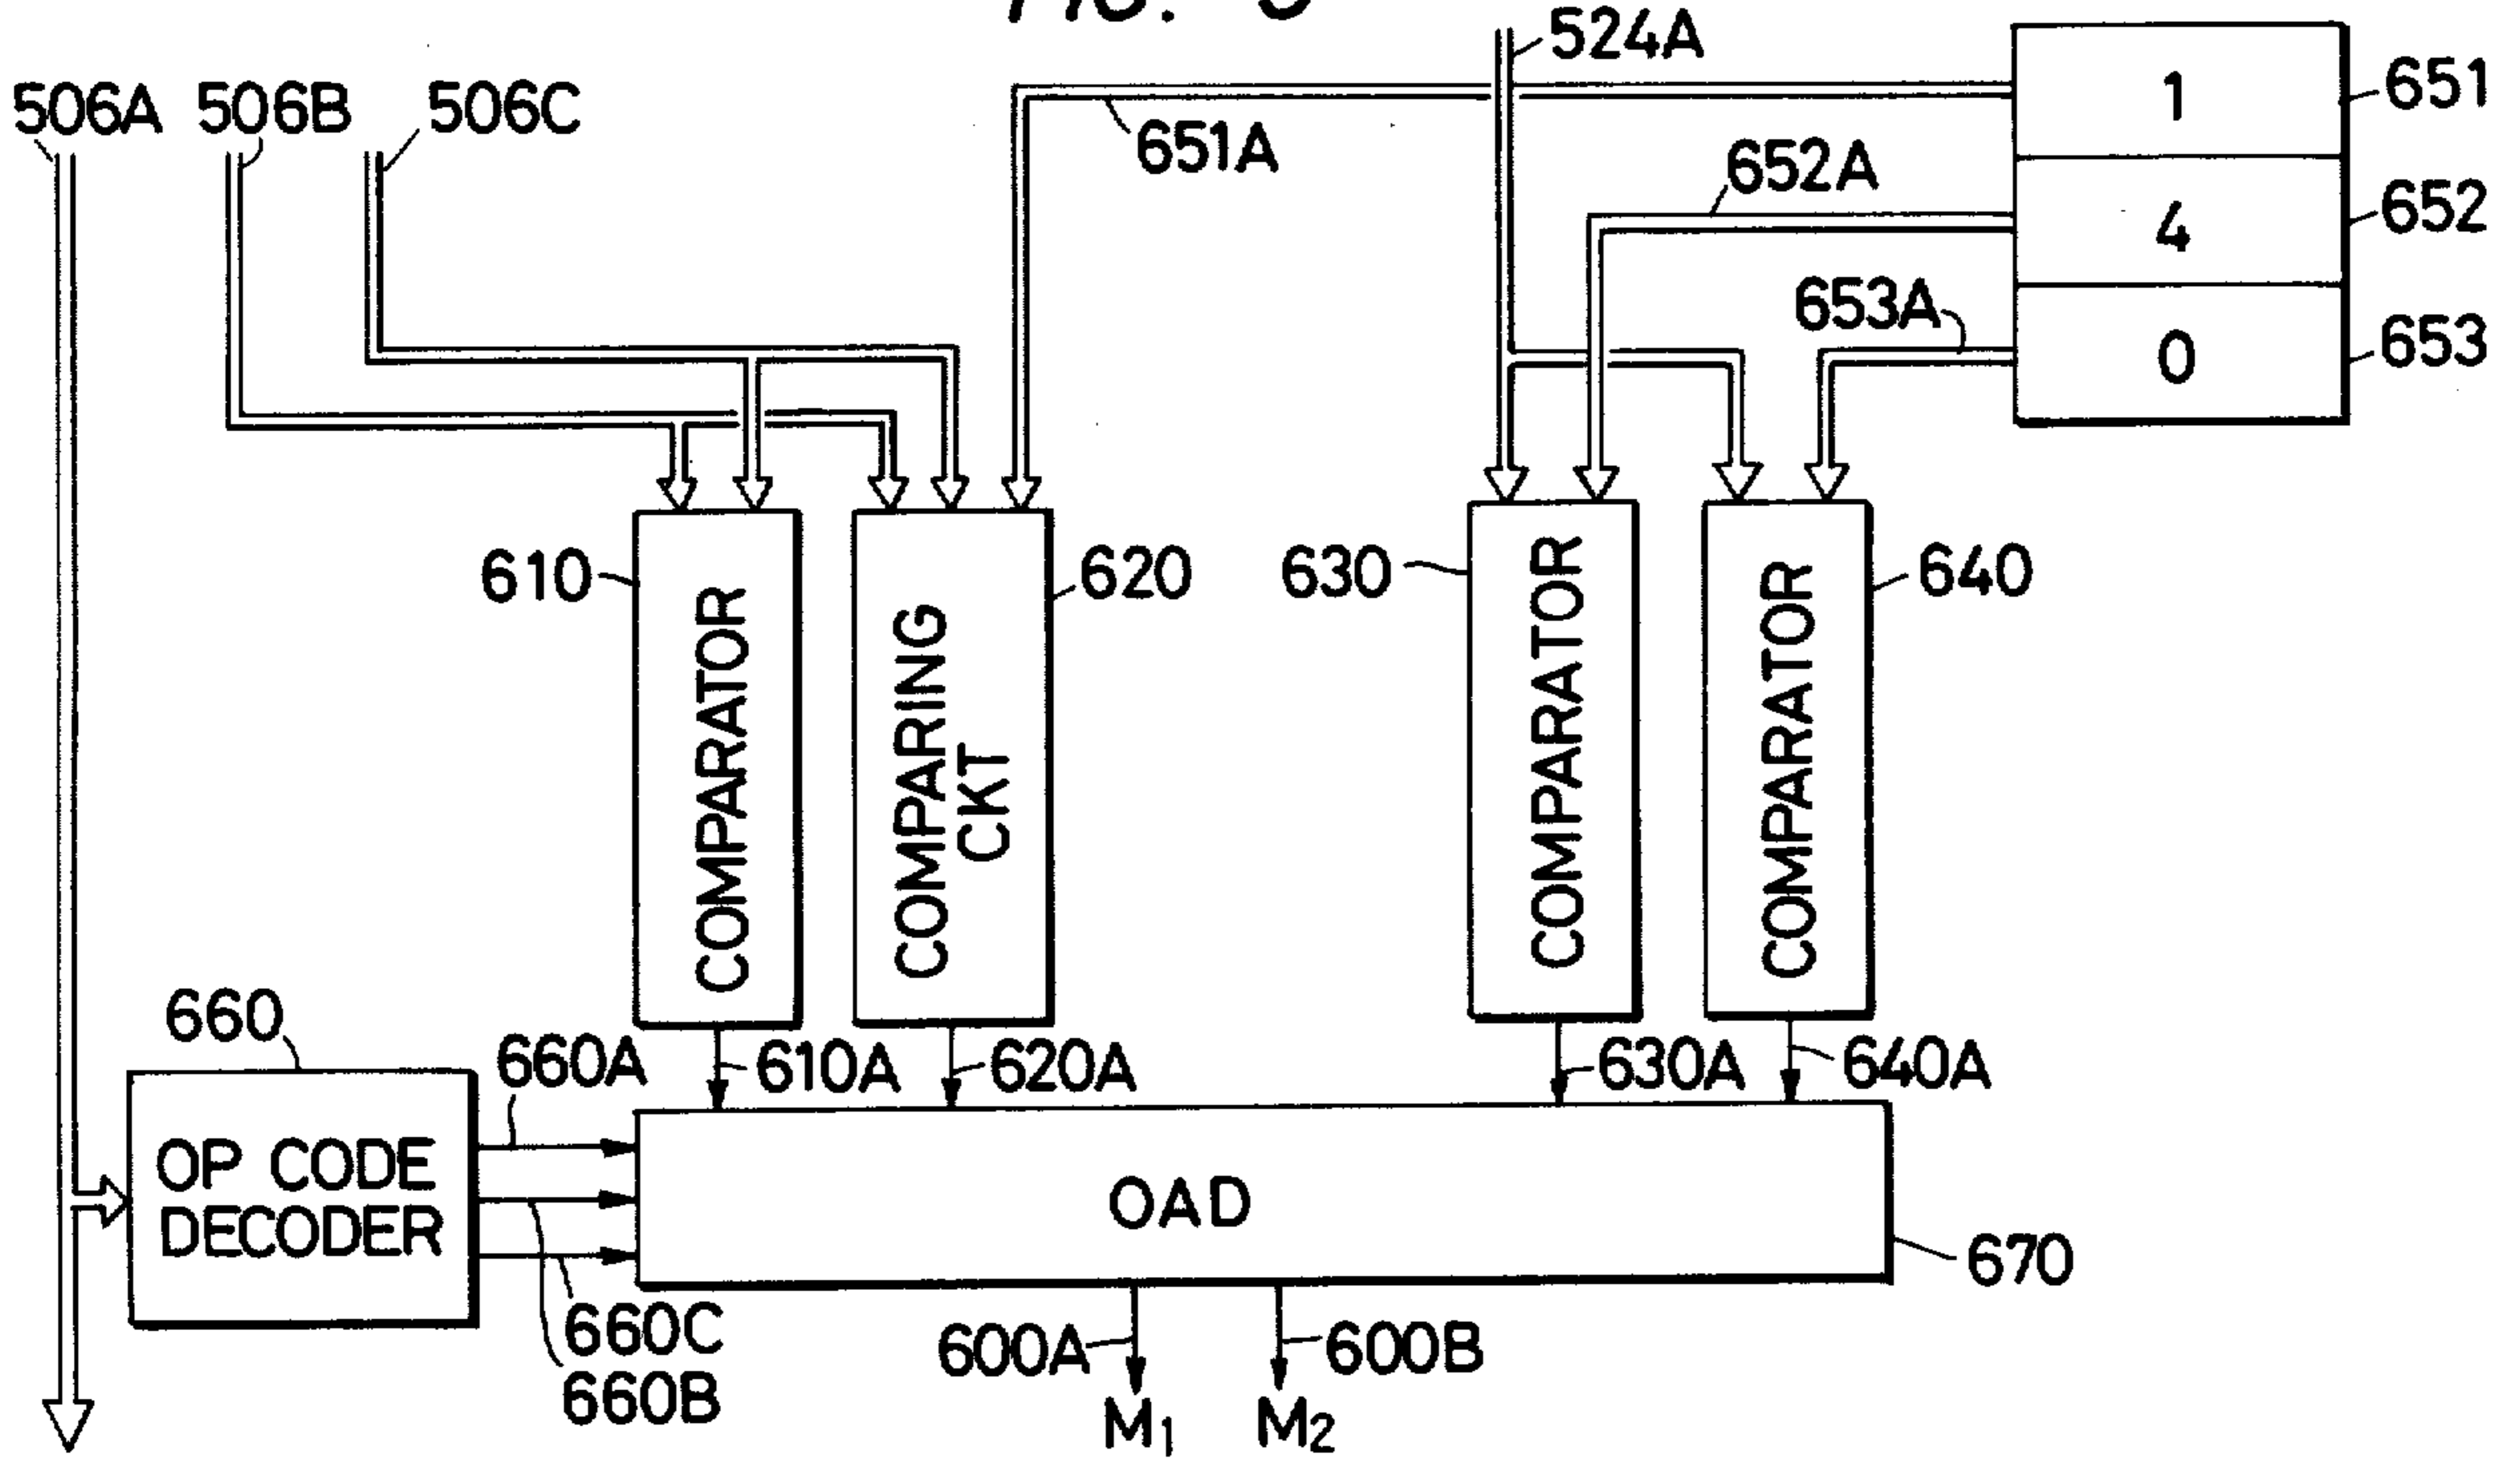 524A
1
651
506A 506B 506C
651A
652A
4
652
653A
0
653
610
COMPARATOR
COMPARING
CKT
620
630
COMPARATOR
COMPARATOR
640
660
660A
610A
620A
630A
640A
OP CODE
DECODER
OAD
670
660C
660B
600A
600B
M1
M2